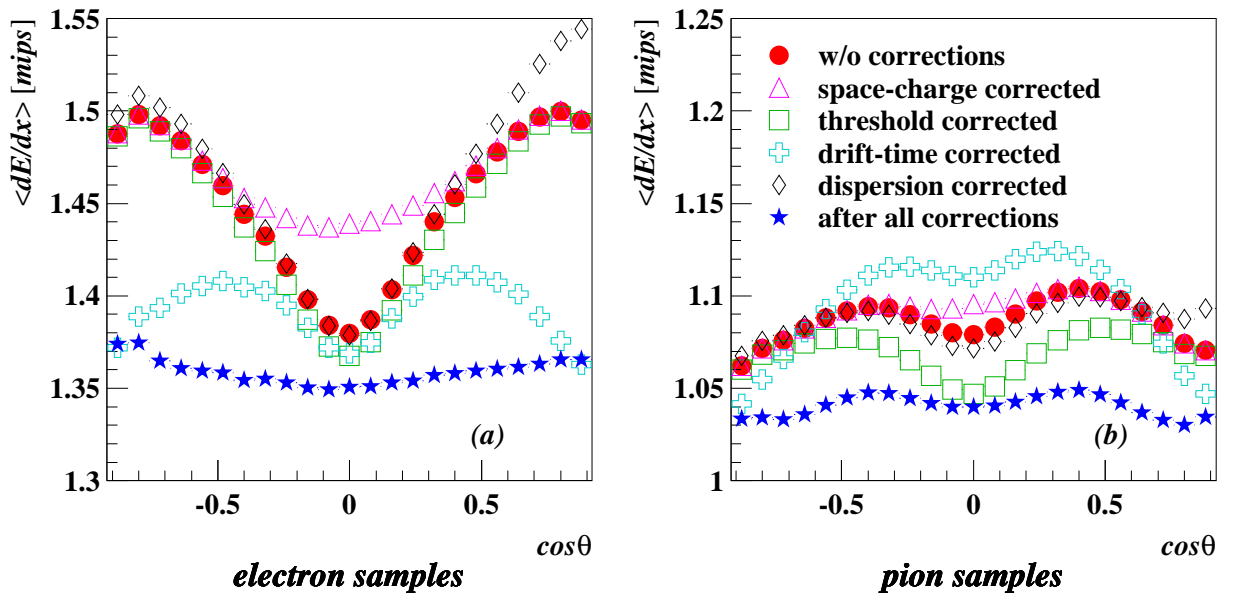 <dE/dx> [mips]
1.55
1.5
1.45
1.4
1.35
1.3
-0.5
0
0.5
(a)
cosθ
electron samples
<dE/dx> [mips]
1.25
1.2
1.15
1.1
1.05
1
w/o corrections
space-charge corrected
threshold corrected
drift-time corrected
dispersion corrected
after all corrections
-0.5
0
0.5
(b)
cosθ
pion samples